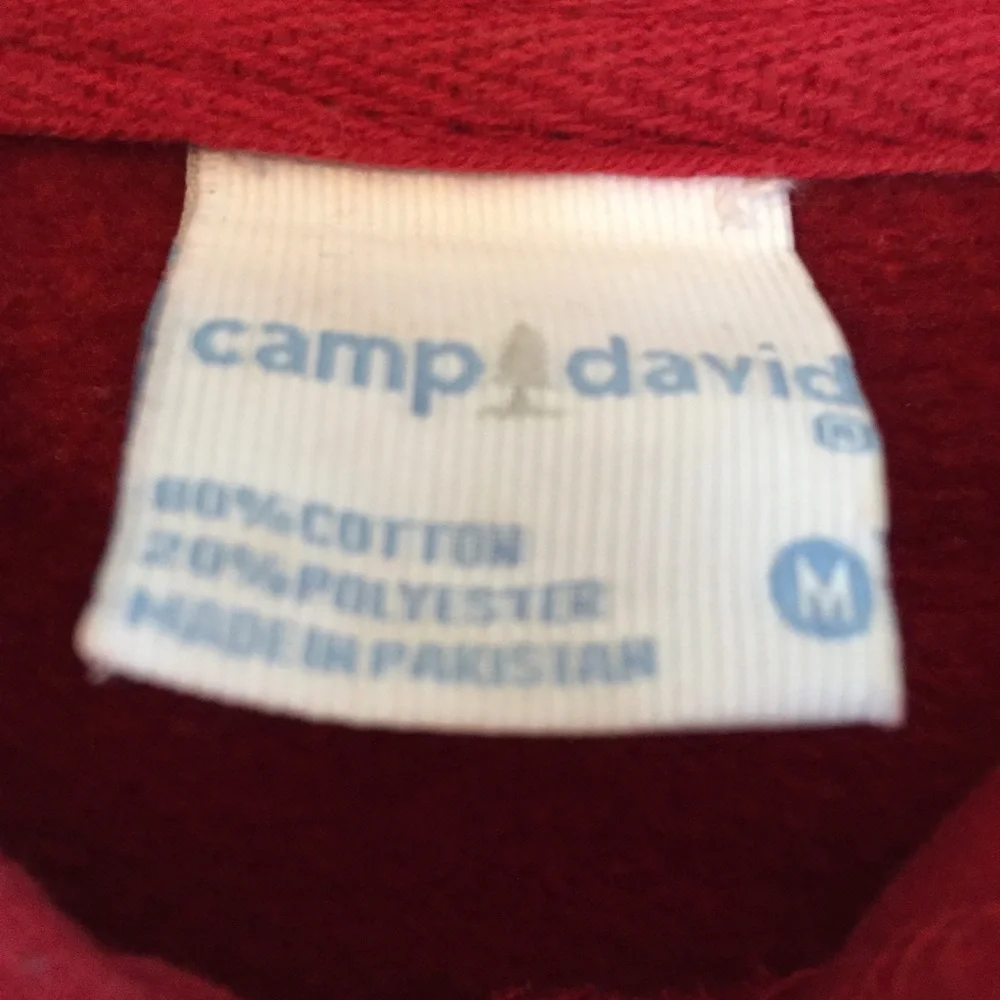 camp david
®
80% COTTON
20% POLYESTER
MADE IN PAKISTAN
M